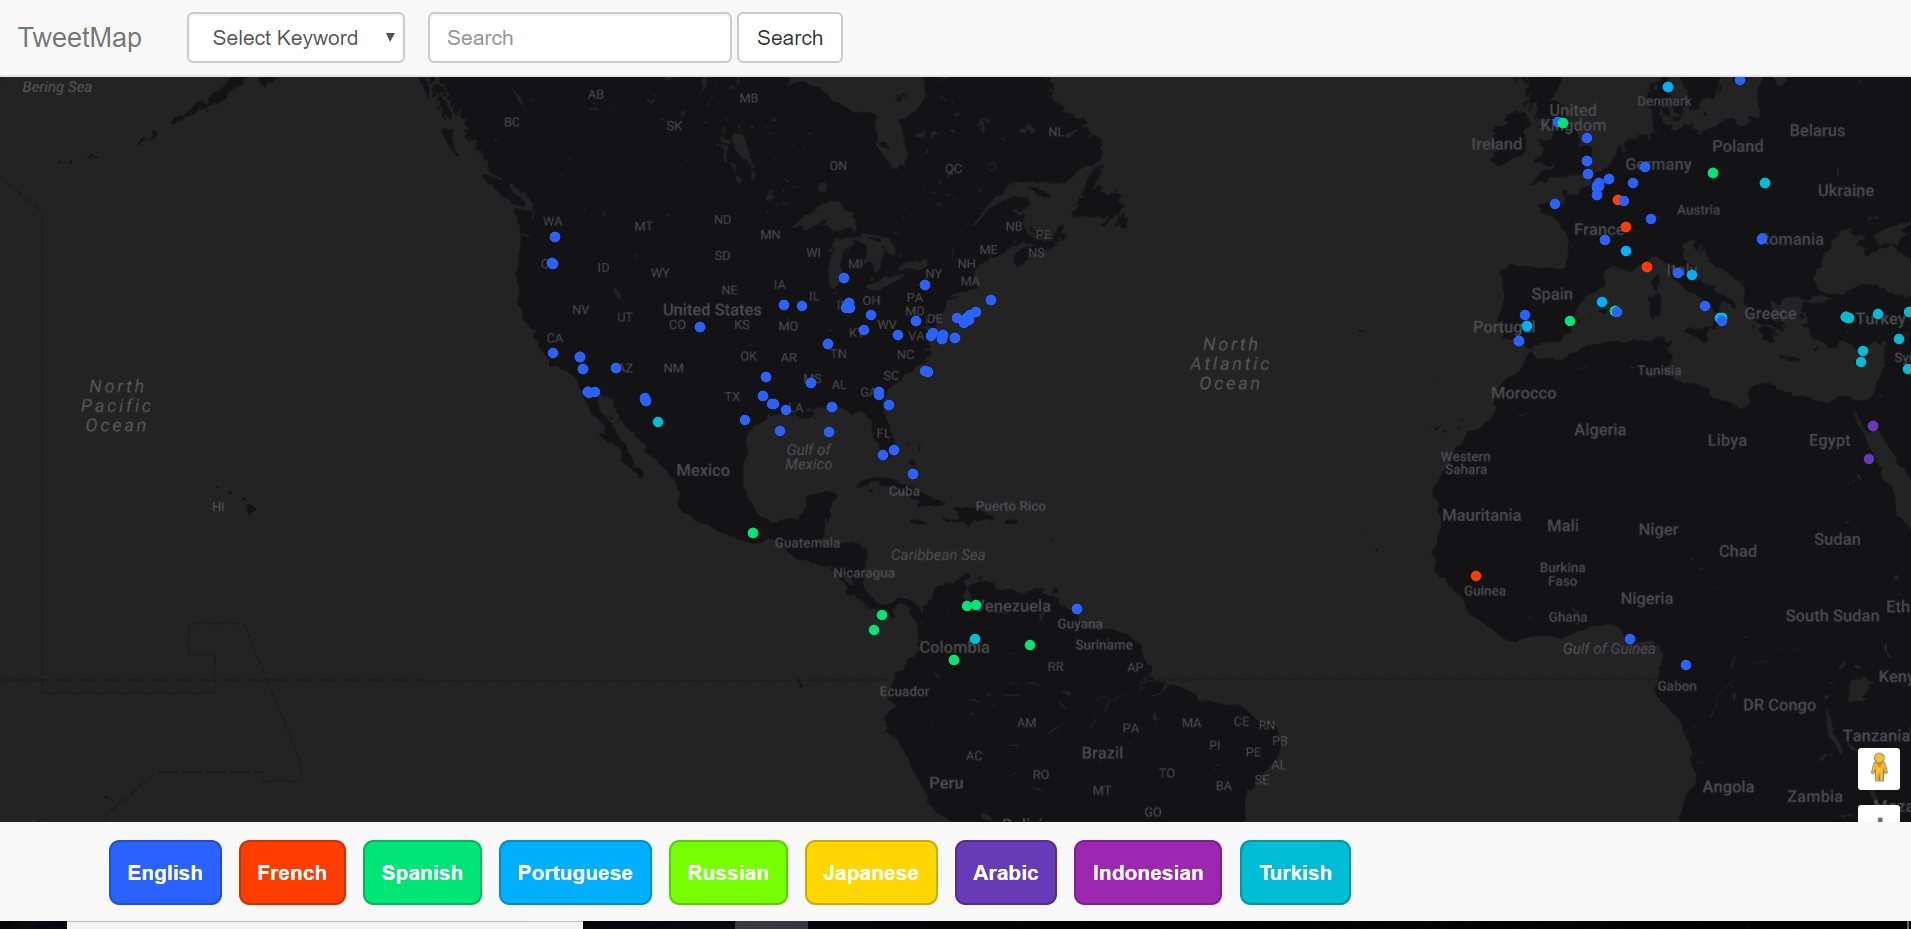 TweetMap
Select Keyword
Search
Search
Bering Sea
AB
MB
BC
SK
NL
ON
QC
United
Kingdom
Denmark
Ireland
Poland
Belarus
Germany
Ukraine
Austria
France
Romania
Italy
WA
MT
ND
MN
NB
PE
NS
ME
SD
WI
MI
ID
WY
NH
NY
MA
IA
NE
IL
OH
PA
NV
UT
United States
CO
KS
MO
MD
DE
WV
VA
KY
CA
OK
AR
TN
NC
AZ
NM
MS
AL
SC
TX
LA
GA
FL
Spain
Portugal
Greece
Turkey
Tunisia
North
Pacific
Ocean
North
Atlantic
Ocean
Morocco
Algeria
Libya
Egypt
Western
Sahara
Gulf of
Mexico
Mexico
Cuba
HI
Puerto Rico
Mauritania
Mali
Niger
Chad
Sudan
Guatemala
Caribbean Sea
Nicaragua
Burkina
Faso
Guinea
Nigeria
Ghana
South Sudan
Eth
Venezuela
Guyana
Colombia
Suriname
Gulf of Guinea
RR
AP
Ecuador
Gabon
Keny
DR Congo
AM
PA
MA
CE
RN
PB
PI
PE
AL
AC
Brazil
RO
TO
SE
Peru
MT
BA
GO
Tanzania
Angola
Zambia
English
French
Spanish
Portuguese
Russian
Japanese
Arabic
Indonesian
Turkish